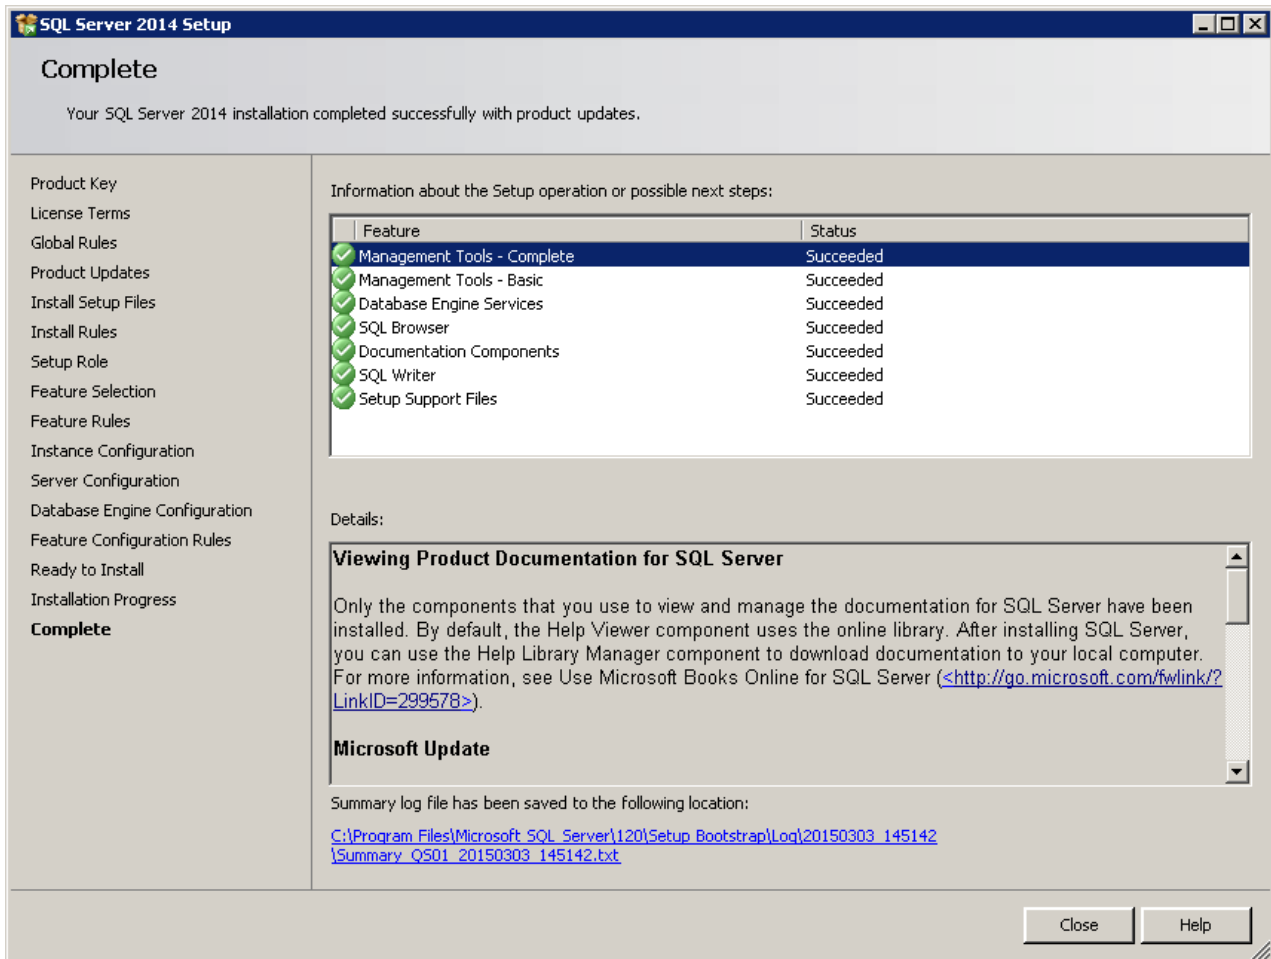 SQL Server 2014 Setup
Complete
Your SQL Server 2014 installation completed successfully with product updates.
Product Key
License Terms
Global Rules
Product Updates
Install Setup Files
Install Rules
Setup Role
Feature Selection
Feature Rules
Instance Configuration
Server Configuration
Database Engine Configuration
Feature Configuration Rules
Ready to Install
Installation Progress
Complete
Information about the Setup operation or possible next steps:
Feature Status
Management Tools - Complete Succeeded
Management Tools - Basic Succeeded
Database Engine Services Succeeded
SQL Browser Succeeded
Documentation Components Succeeded
SQL Writer Succeeded
Setup Support Files Succeeded
Details:
Viewing Product Documentation for SQL Server
Only the components that you use to view and manage the documentation for SQL Server have been
installed. By default, the Help Viewer component uses the online library. After installing SQL Server,
you can use the Help Library Manager component to download documentation to your local computer.
For more information, see Use Microsoft Books Online for SQL Server (<http://go.microsoft.com/fwlink/?
LinkID=299578>).
Microsoft Update
Summary log file has been saved to the following location:
C:\Program Files\Microsoft SQL Server\120\Setup Bootstrap\Log\20150303_145142
\Summary_QS01_20150303_145142.txt
Close Help